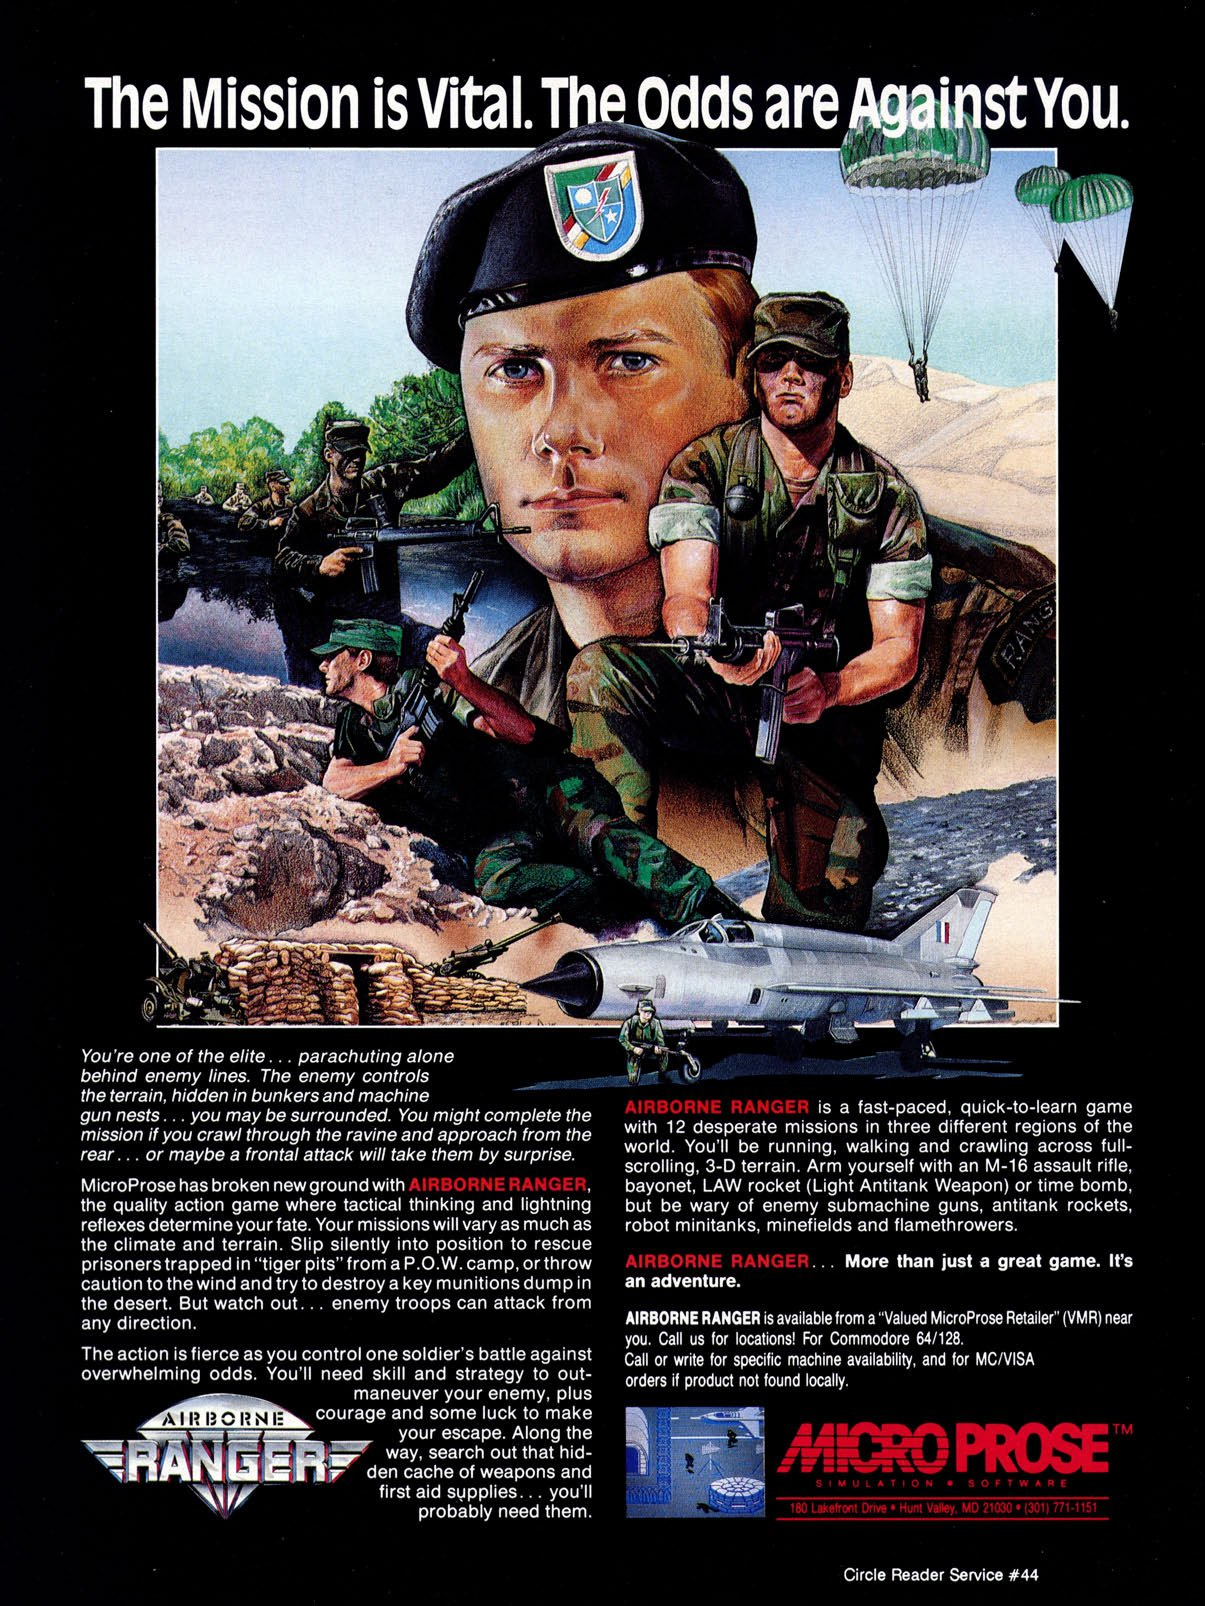 The Mission is Vital. The Odds are Against You.
RANG
You're one of the elite... parachuting alone
behind enemy lines. The enemy controls
the terrain, hidden in bunkers and machine
gun nests... you may be surrounded. You might complete the
mission if you crawl through the ravine and approach from the
rear... or maybe a frontal attack will take them by surprise.
MicroProse has broken new ground with AIRBORNE RANGER,
the quality action game where tactical thinking and lightning
reflexes determine your fate. Your missions will vary as much as
the climate and terrain. Slip silently into position to rescue
prisoners trapped in "tiger pits" from a P.O.W. camp, or throw
caution to the wind and try to destroy a key munitions dump in
the desert. But watch out... enemy troops can attack from
any direction.
The action is fierce as you control one soldier's battle against
overwhelming odds. You'll need skill and strategy to out-
maneuver your enemy, plus
courage and some luck to make
your escape. Along the
way, search out that hid-
den cache of weapons and
first aid supplies... you'll
probably need them.
AIRBORNE
RANGER
AIRBORNE RANGER is a fast-paced, quick-to-learn game
with 12 desperate missions in three different regions of the
world. You'll be running, walking and crawling across full-
scrolling, 3-D terrain. Arm yourself with an M-16 assault rifle,
bayonet, LAW rocket (Light Antitank Weapon) or time bomb,
but be wary of enemy submachine guns, antitank rockets,
robot minitanks, minefields and flamethrowers.
AIRBORNE RANGER... More than just a great game. It's
an adventure.
AIRBORNE RANGER is available from a "Valued MicroProse Retailer" (VMR) near
you. Call us for locations! For Commodore 64/128.
Call or write for specific machine availability, and for MC/VISA
orders if product not found locally.
MICRO PROSE™
SIMULATION • SOFTWARE
180 Lakefront Drive • Hunt Valley, MD 21030 • (301) 771-1151
Circle Reader Service #44